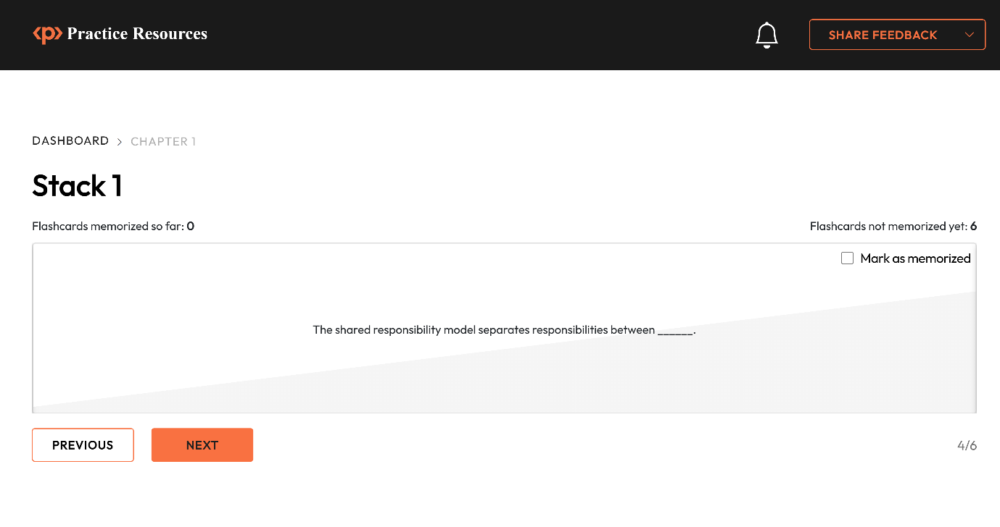 <p> Practice Resources
SHARE FEEDBACK
DASHBOARD > CHAPTER 1
Stack 1
Flashcards memorized so far: 0
Flashcards not memorized yet: 6
Mark as memorized
The shared responsibility model separates responsibilities between ______.
PREVIOUS
NEXT
4/6